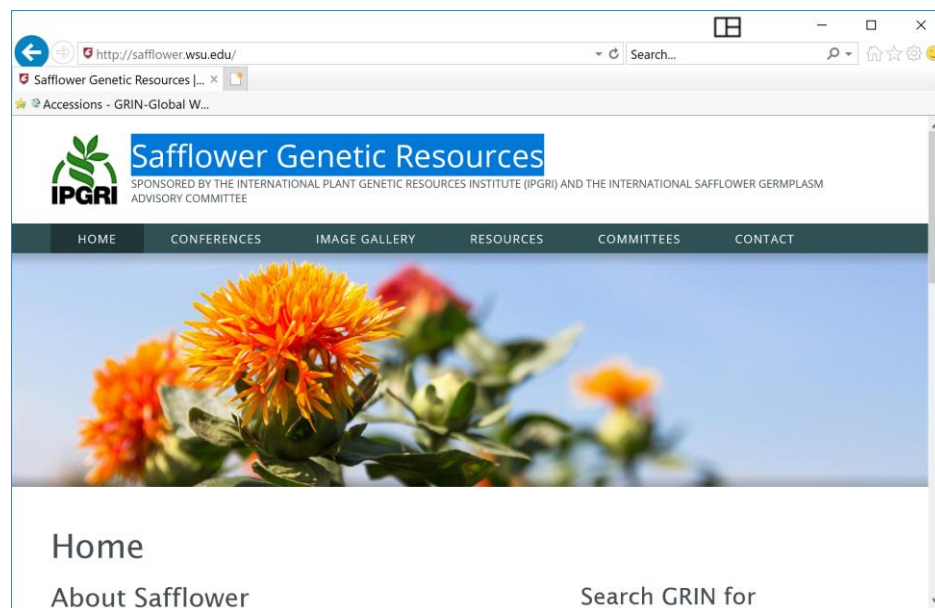 http://safflower.wsu.edu/
Search...
Safflower Genetic Resources |...
Accessions - GRIN-Global W...
IPGRI
Safflower Genetic Resources
SPONSORED BY THE INTERNATIONAL PLANT GENETIC RESOURCES INSTITUTE (IPGRI) AND THE INTERNATIONAL SAFFLOWER GERMPLASM
ADVISORY COMMITTEE
HOME CONFERENCES IMAGE GALLERY RESOURCES COMMITTEES CONTACT
Home
About Safflower
Search GRIN for